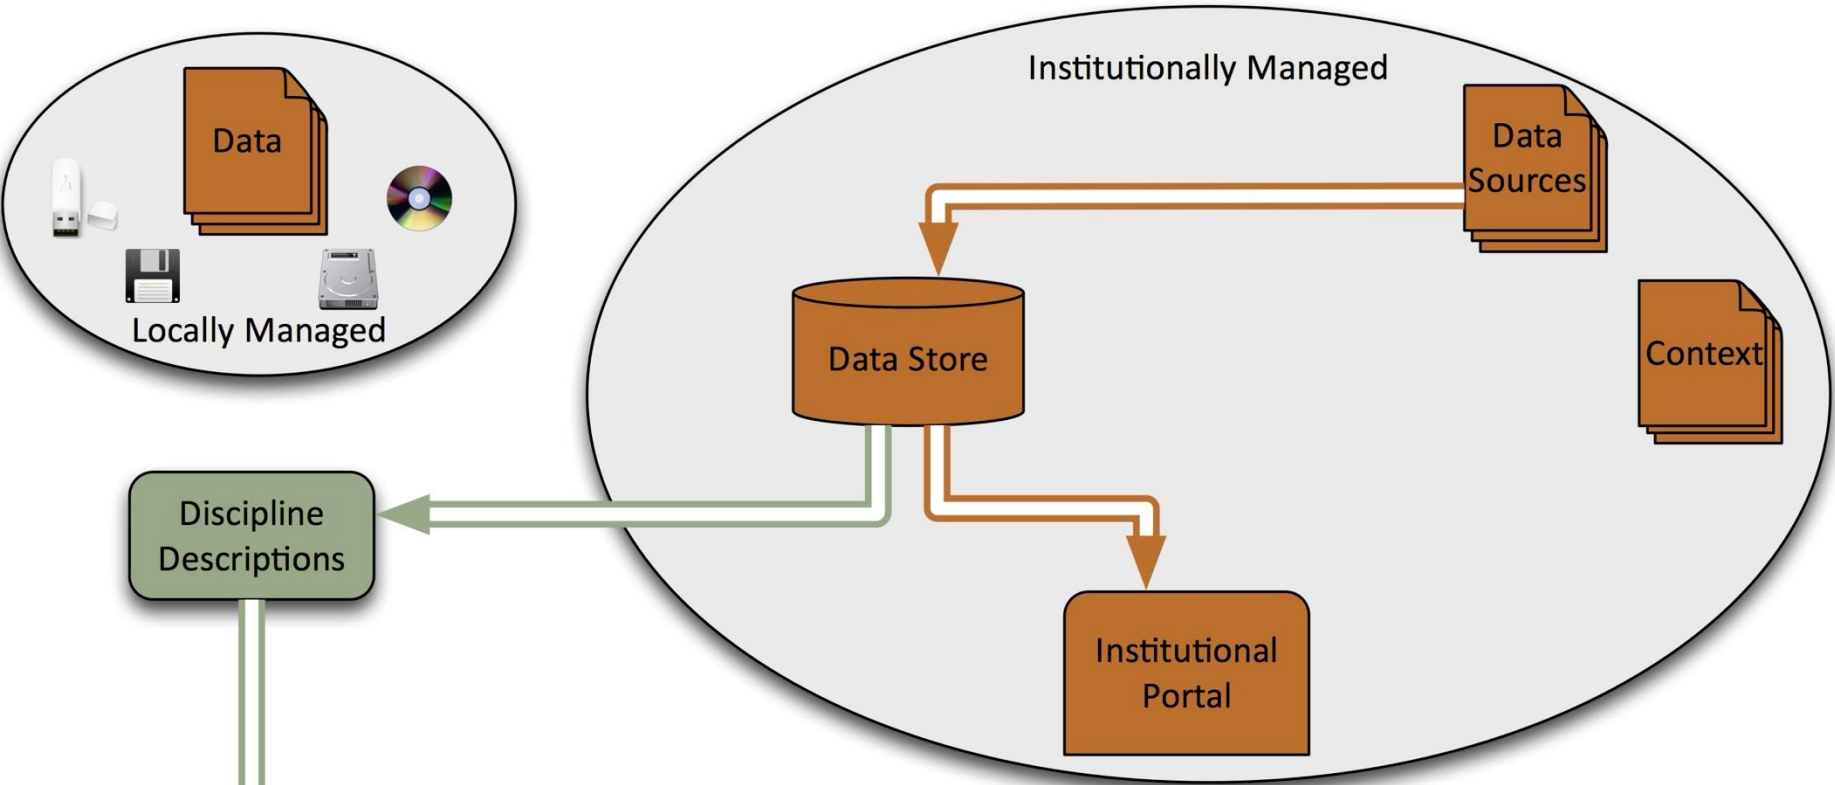 Data
Locally Managed
Institutionally Managed
Data
Sources
Data Store
Context
Discipline
Descriptions
Institutional
Portal